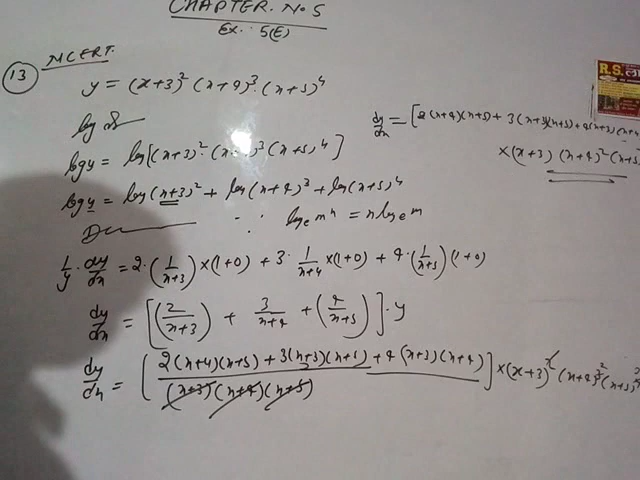 CHAPTER. No 5
Ex. 5(E)
13 NCERT.
y = (x+3)² (x+4)³ (x+5)⁴
log y = log[(x+3)² (x+4)³ (x+5)⁴]
log y = log(x+3)² + log(x+4)³ + log(x+5)⁴
∵ logₑ mⁿ = n logₑ m
1/y · dy/dx = 2·(1/(x+3)) × (1+0) + 3· 1/(x+4) × (1+0) + 4·(1/(x+5)) (1+0)
dy/dx = [(2/(x+3)) + 3/(x+4) + (4/(x+5))] · y
dy/dx = [(2(x+4)(x+5) + 3(x+3)(x+5) + 4(x+3)(x+4))/((x+3)(x+4)(x+5))] × (x+3)² (x+4)³ (x+5)⁴
dy/dx = [2(x+4)(x+5) + 3(x+3)(x+5) + 4(x+3)(x+4)
× (x+3) (x+4)² (x+5)
R.S.